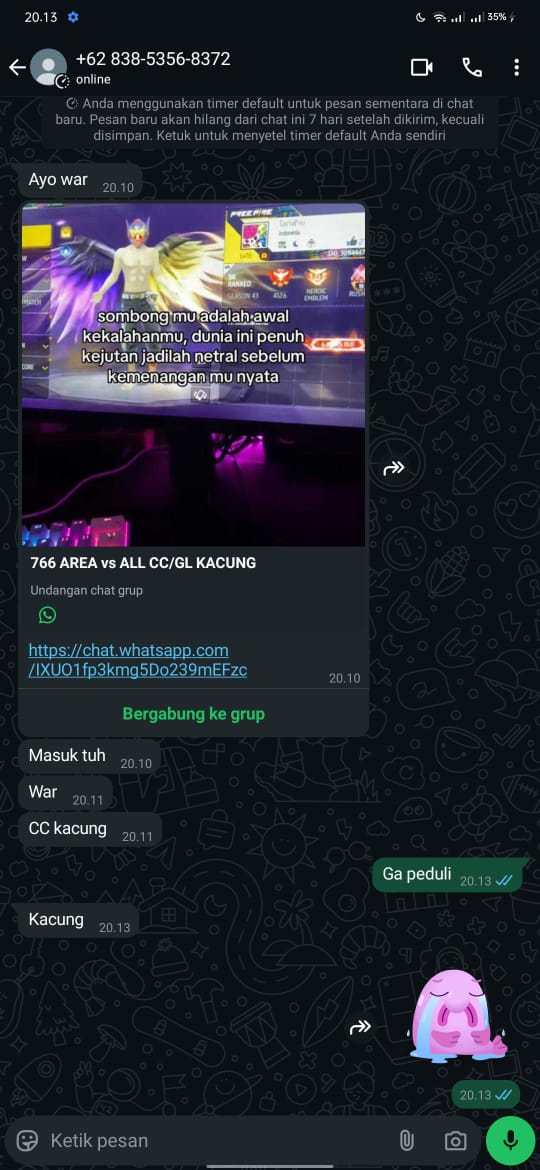 20.13
35%
+62 838-5356-8372
online
Anda menggunakan timer default untuk pesan sementara di chat
baru. Pesan baru akan hilang dari chat ini 7 hari setelah dikirim, kecuali
disimpan. Ketuk untuk menyetel timer default Anda sendiri
Ayo war 20.10
FREE FIRE
Indonesia
RANKED
SEASON 43
4126
HEROIC
EMBLEM
RUSH
sombong mu adalah awal
kekalahanmu, dunia ini penuh
kejutan jadilah netral sebelum
kemenangan mu nyata
766 AREA vs ALL CC/GL KACUNG
Undangan chat grup
https://chat.whatsapp.com
/IXUO1fp3kmg5Do239mEFzc
20.10
Bergabung ke grup
Masuk tuh 20.10
War 20.11
CC kacung 20.11
Ga peduli 20.13
Kacung 20.13
20.13
Ketik pesan